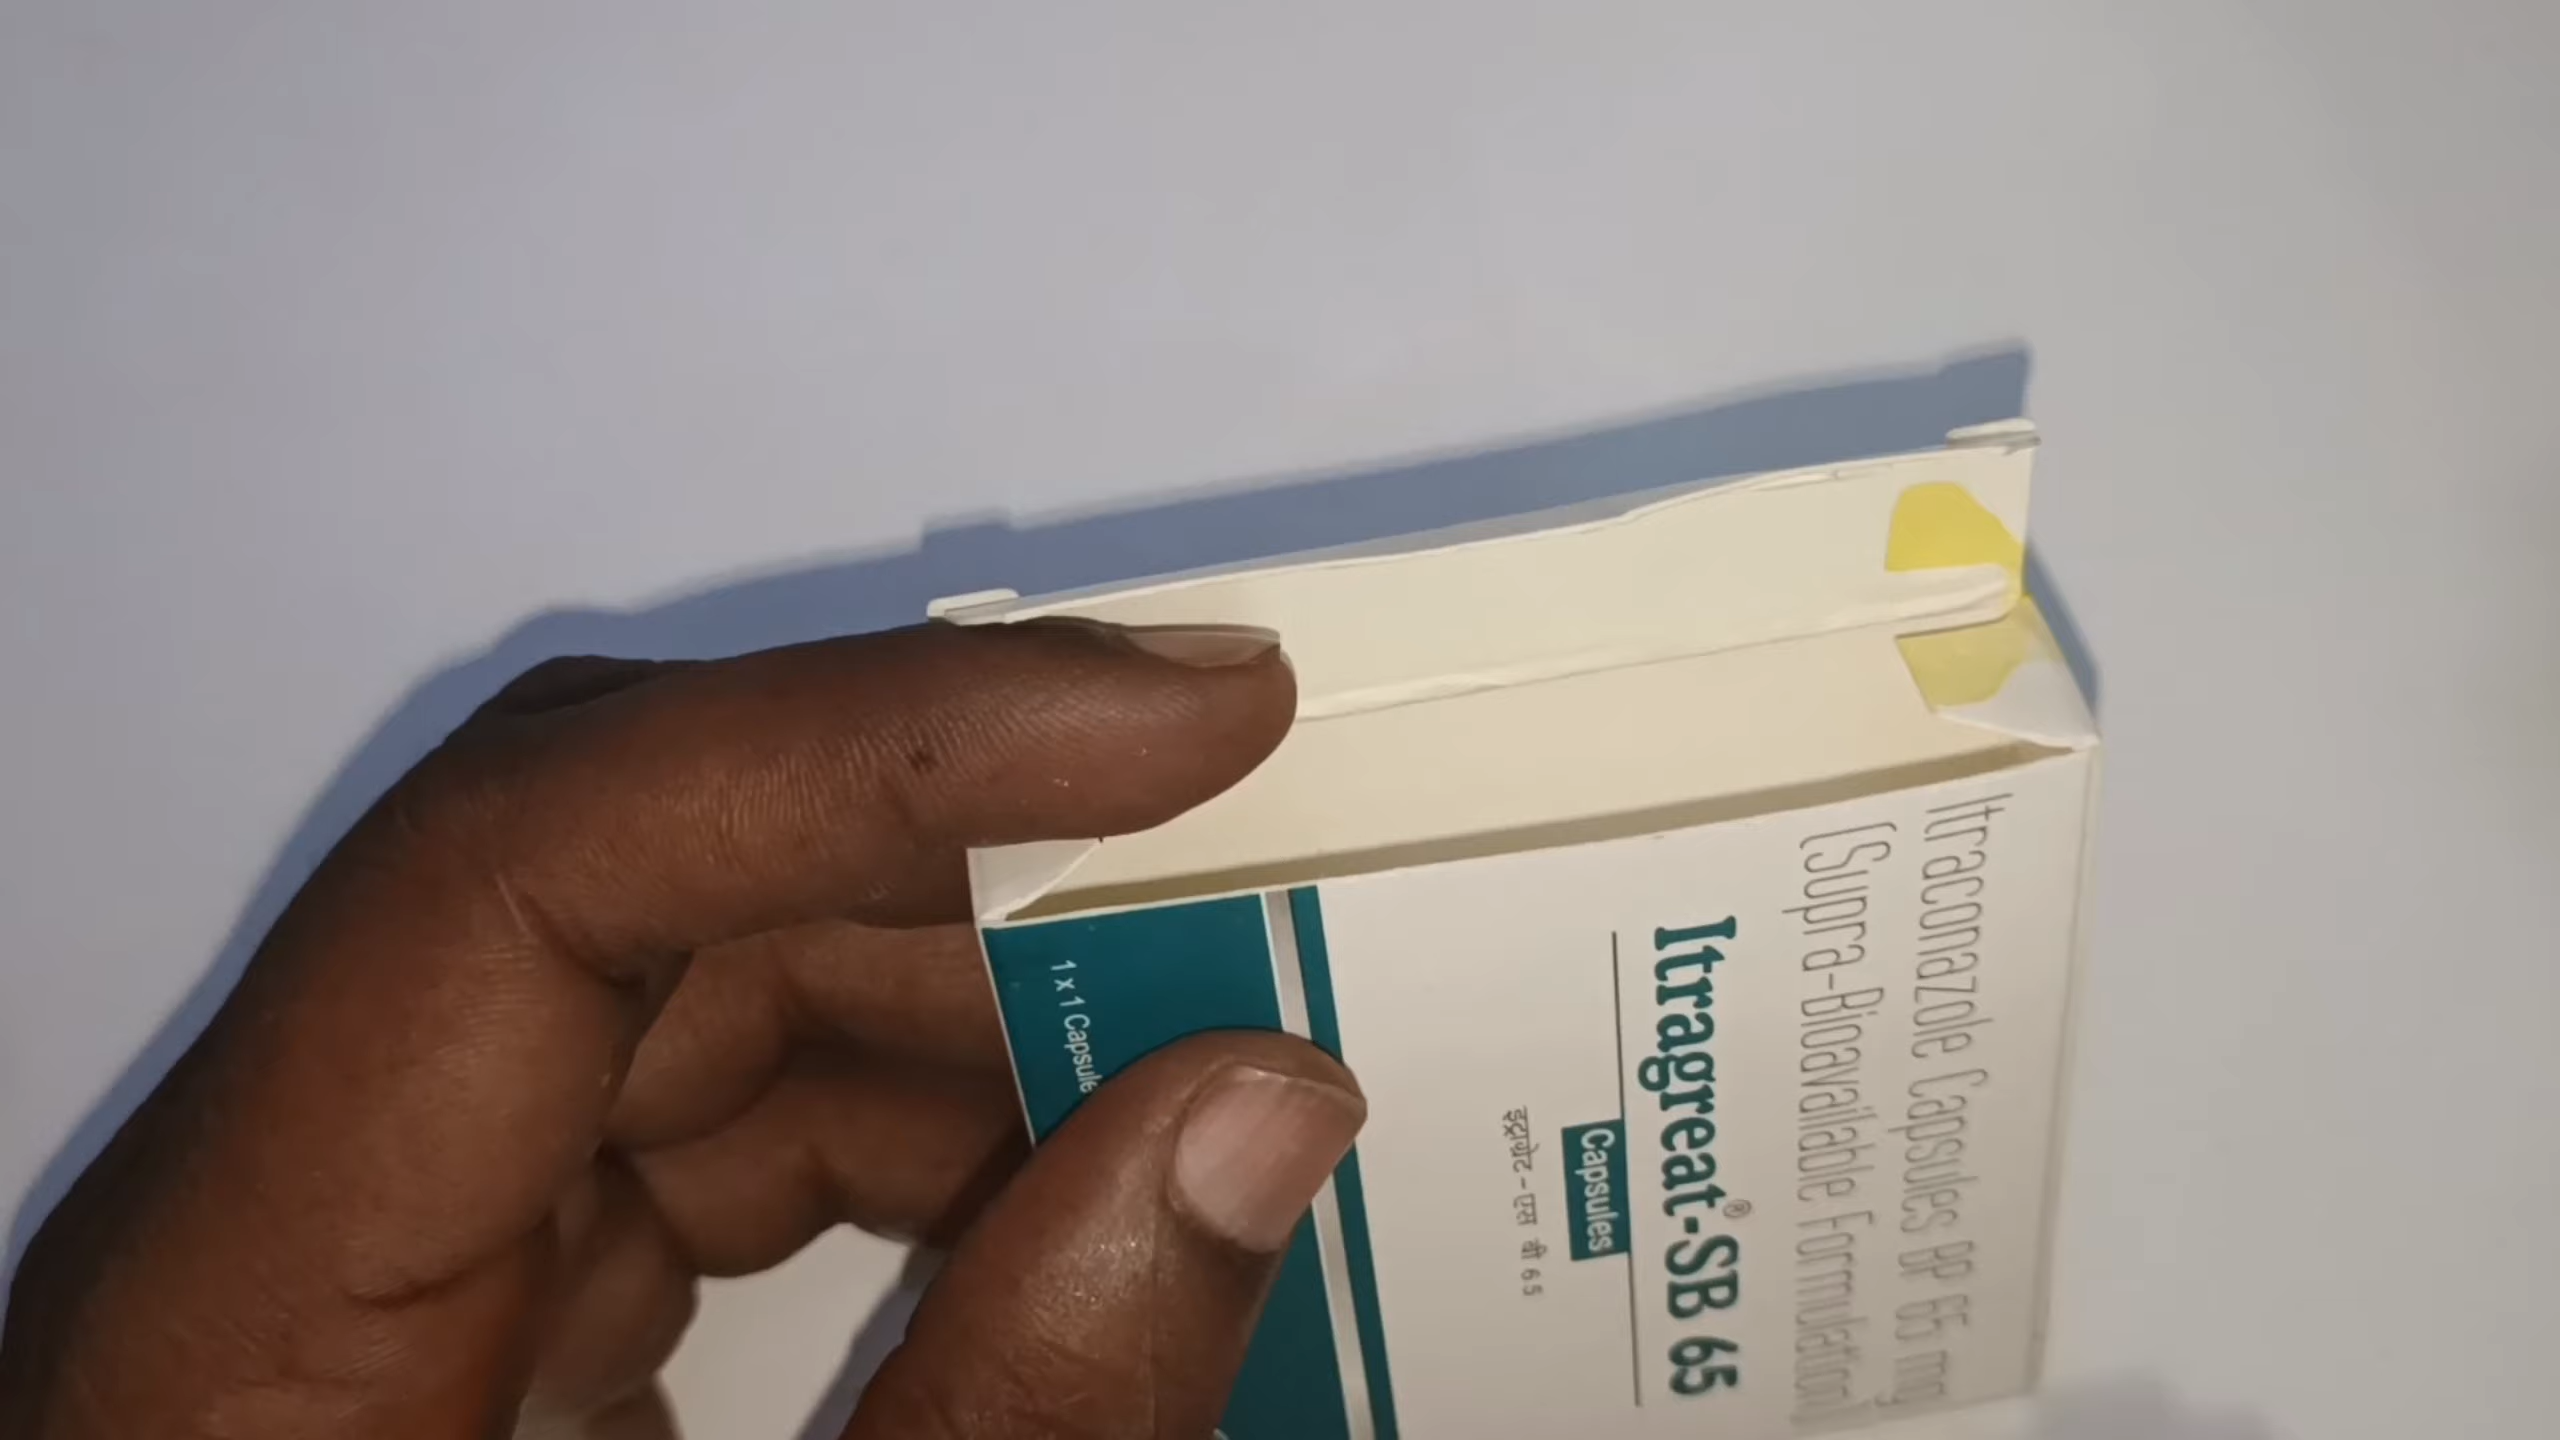 Itraconazole Capsules BP 65 mg
(Supra-Bioavailable Formulation)
Itragreat®-SB 65
Capsules
इट्राग्रेट-एस बी 65
1 x 1 Capsule